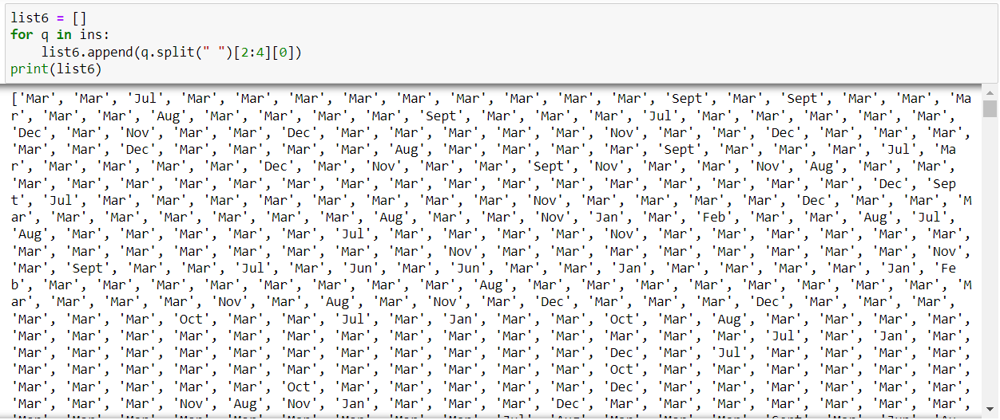 list6 = []
for q in ins:
    list6.append(q.split(" ")[2:4][0])
print(list6)
['Mar', 'Mar', 'Jul', 'Mar', 'Mar', 'Mar', 'Mar', 'Mar', 'Mar', 'Mar', 'Mar', 'Mar', 'Sept', 'Mar', 'Sept', 'Mar', 'Mar', 'Ma
r', 'Mar', 'Mar', 'Aug', 'Mar', 'Mar', 'Mar', 'Mar', 'Sept', 'Mar', 'Mar', 'Mar', 'Jul', 'Mar', 'Mar', 'Mar', 'Mar', 'Mar',
'Dec', 'Mar', 'Nov', 'Mar', 'Mar', 'Dec', 'Mar', 'Mar', 'Mar', 'Mar', 'Mar', 'Nov', 'Mar', 'Mar', 'Dec', 'Mar', 'Mar', 'Mar',
'Mar', 'Mar', 'Dec', 'Mar', 'Mar', 'Mar', 'Mar', 'Aug', 'Mar', 'Mar', 'Mar', 'Mar', 'Sept', 'Mar', 'Mar', 'Mar', 'Jul', 'Ma
r', 'Mar', 'Mar', 'Mar', 'Mar', 'Dec', 'Mar', 'Nov', 'Mar', 'Mar', 'Sept', 'Nov', 'Mar', 'Mar', 'Nov', 'Aug', 'Mar', 'Mar',
'Mar', 'Mar', 'Mar', 'Mar', 'Mar', 'Mar', 'Mar', 'Mar', 'Mar', 'Mar', 'Mar', 'Mar', 'Mar', 'Mar', 'Mar', 'Mar', 'Dec', 'Sep
t', 'Jul', 'Mar', 'Mar', 'Mar', 'Mar', 'Mar', 'Mar', 'Mar', 'Mar', 'Nov', 'Mar', 'Mar', 'Mar', 'Mar', 'Dec', 'Mar', 'Mar', 'M
ar', 'Mar', 'Mar', 'Mar', 'Mar', 'Mar', 'Mar', 'Aug', 'Mar', 'Mar', 'Nov', 'Jan', 'Mar', 'Feb', 'Mar', 'Mar', 'Aug', 'Jul',
'Aug', 'Mar', 'Mar', 'Mar', 'Mar', 'Mar', 'Jul', 'Mar', 'Mar', 'Mar', 'Mar', 'Nov', 'Mar', 'Mar', 'Mar', 'Mar', 'Mar', 'Mar',
'Mar', 'Mar', 'Mar', 'Mar', 'Mar', 'Mar', 'Mar', 'Mar', 'Nov', 'Mar', 'Mar', 'Mar', 'Mar', 'Mar', 'Mar', 'Mar', 'Mar', 'Nov',
'Mar', 'Sept', 'Mar', 'Mar', 'Jul', 'Mar', 'Jun', 'Mar', 'Jun', 'Mar', 'Mar', 'Jan', 'Mar', 'Mar', 'Mar', 'Mar', 'Jan', 'Fe
b', 'Mar', 'Mar', 'Mar', 'Mar', 'Mar', 'Mar', 'Mar', 'Mar', 'Aug', 'Mar', 'Mar', 'Mar', 'Mar', 'Mar', 'Mar', 'Mar', 'Mar', 'M
ar', 'Mar', 'Mar', 'Mar', 'Nov', 'Mar', 'Aug', 'Mar', 'Nov', 'Mar', 'Dec', 'Mar', 'Mar', 'Mar', 'Dec', 'Mar', 'Mar', 'Mar',
'Mar', 'Mar', 'Mar', 'Oct', 'Mar', 'Mar', 'Jul', 'Mar', 'Jan', 'Mar', 'Mar', 'Oct', 'Mar', 'Aug', 'Mar', 'Mar', 'Mar', 'Mar',
'Mar', 'Mar', 'Mar', 'Mar', 'Mar', 'Mar', 'Mar', 'Mar', 'Mar', 'Mar', 'Mar', 'Mar', 'Mar', 'Mar', 'Jul', 'Mar', 'Jan', 'Mar',
'Mar', 'Mar', 'Mar', 'Mar', 'Mar', 'Mar', 'Mar', 'Mar', 'Mar', 'Mar', 'Mar', 'Dec', 'Mar', 'Jul', 'Mar', 'Mar', 'Mar', 'Mar',
'Mar', 'Mar', 'Mar', 'Mar', 'Mar', 'Mar', 'Mar', 'Mar', 'Mar', 'Mar', 'Mar', 'Oct', 'Mar', 'Mar', 'Mar', 'Mar', 'Mar', 'Mar',
'Mar', 'Mar', 'Mar', 'Mar', 'Mar', 'Oct', 'Mar', 'Mar', 'Mar', 'Mar', 'Mar', 'Dec', 'Mar', 'Mar', 'Mar', 'Mar', 'Mar', 'Mar',
'Mar', 'Mar', 'Mar', 'Nov', 'Aug', 'Nov', 'Jan', 'Mar', 'Mar', 'Mar', 'Dec', 'Mar', 'Mar', 'Mar', 'Mar', 'Mar', 'Mar', 'Mar',